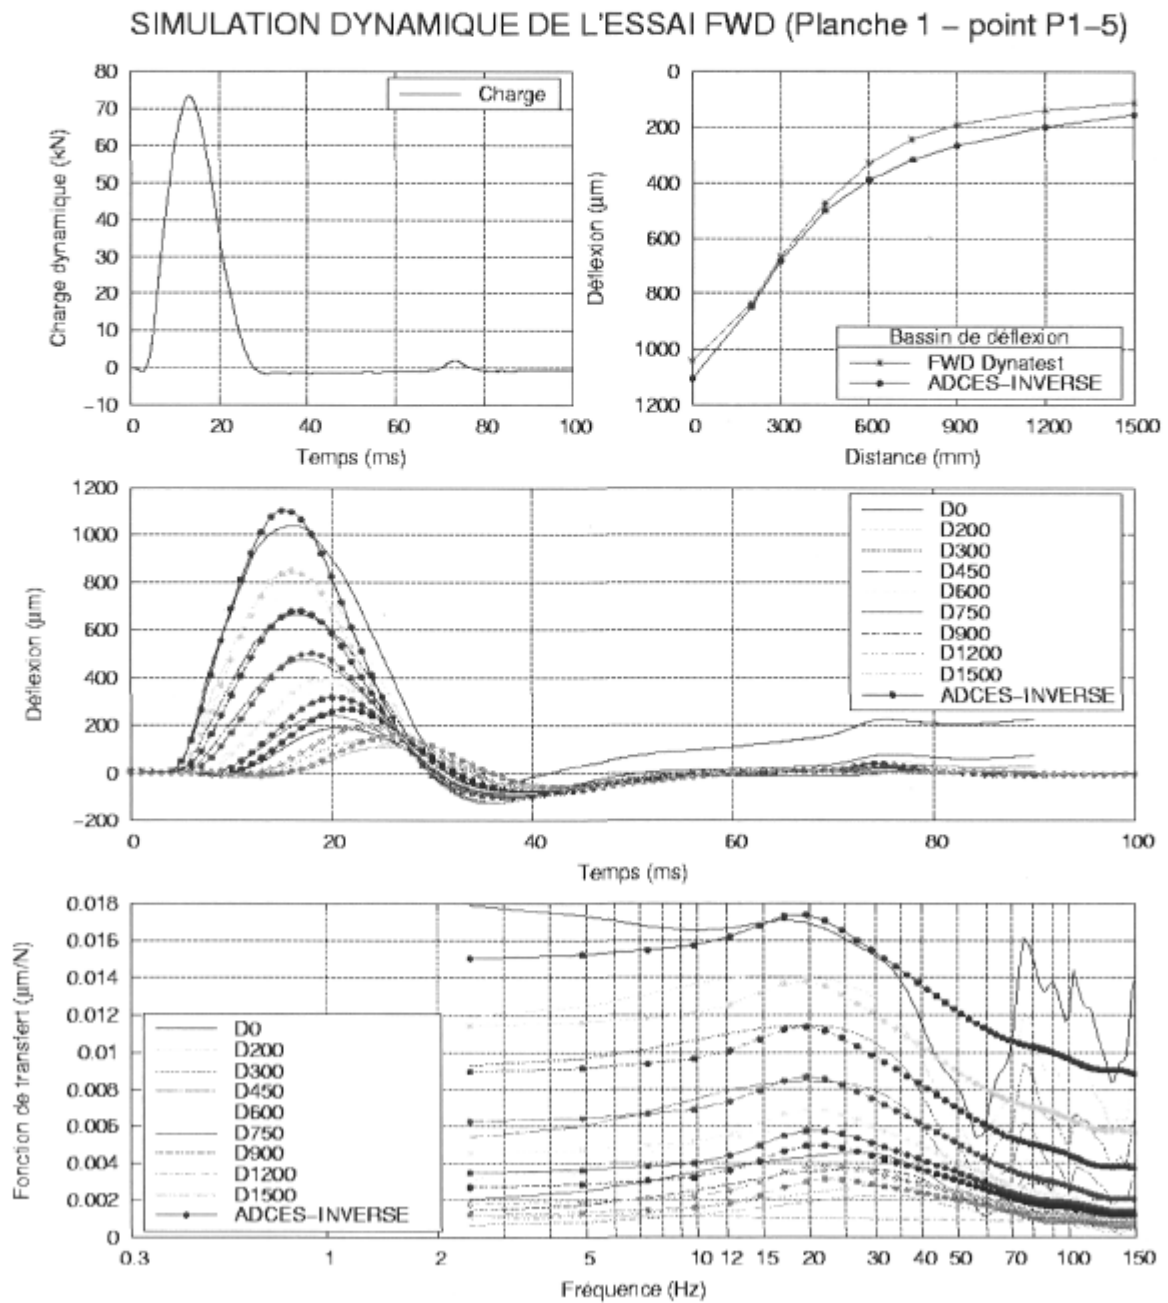 SIMULATION DYNAMIQUE DE L'ESSAI FWD (Planche 1 – point P1–5)
Charge dynamique (kN)
80
70
60
50
40
30
20
10
0
–10
0
20
40
60
80
100
Temps (ms)
Charge
Déflexion (µm)
0
200
400
600
800
1000
1200
0
300
600
900
1200
1500
Distance (mm)
Bassin de déflexion
FWD Dynatest
ADCES–INVERSE
Déflexion (µm)
1200
1000
800
600
400
200
0
–200
0
20
40
60
80
100
Temps (ms)
D0
D200
D300
D450
D600
D750
D900
D1200
D1500
ADCES–INVERSE
Fonction de transfert (µm/N)
0.018
0.016
0.014
0.012
0.01
0.008
0.006
0.004
0.002
0
0.3
1
2
5
10
12
15
20
30
40
50
70
100
150
Fréquence (Hz)
D0
D200
D300
D450
D600
D750
D900
D1200
D1500
ADCES–INVERSE